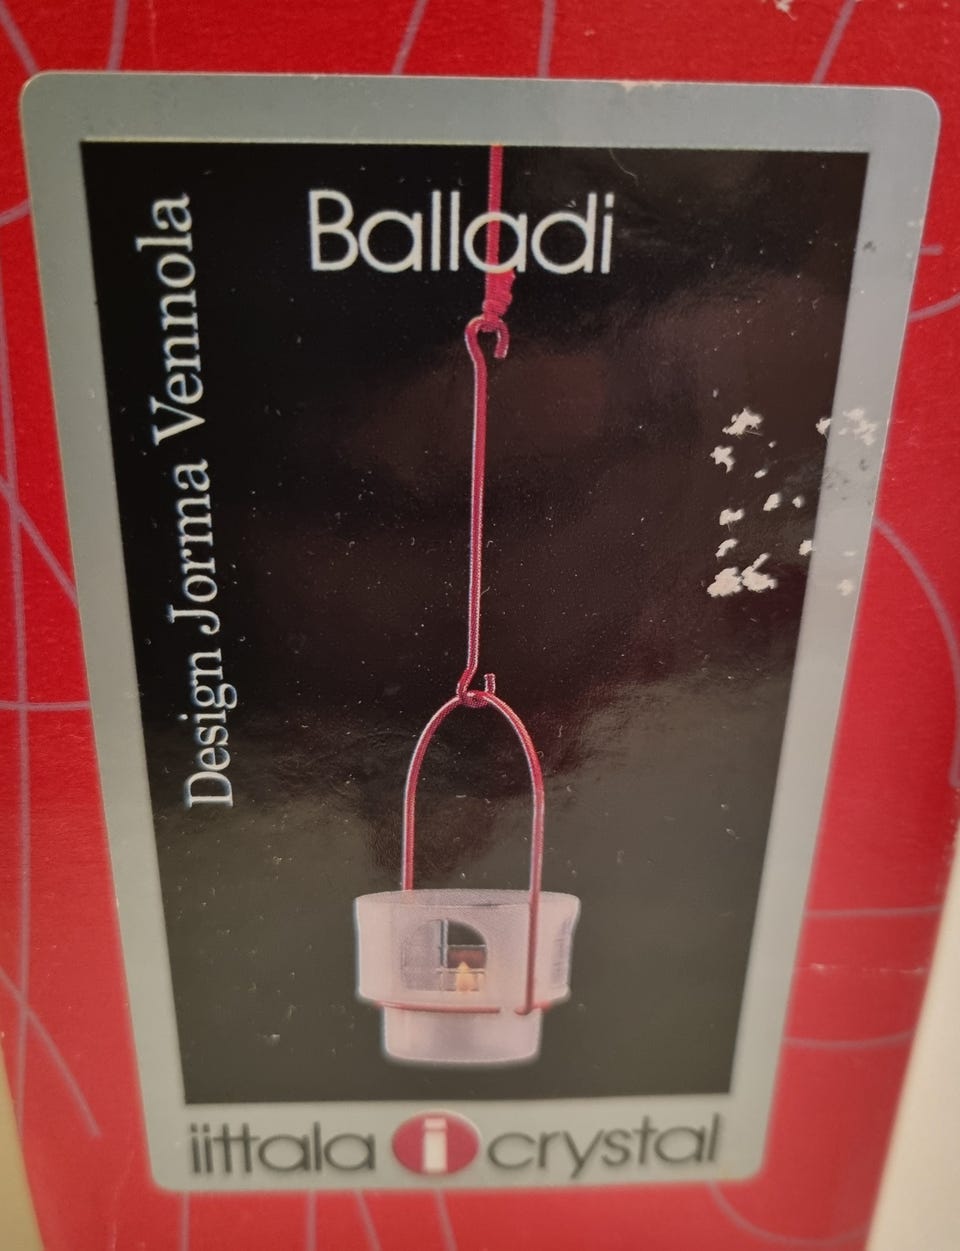 Balladi
Design Jorma Vennola
iittala i crystal